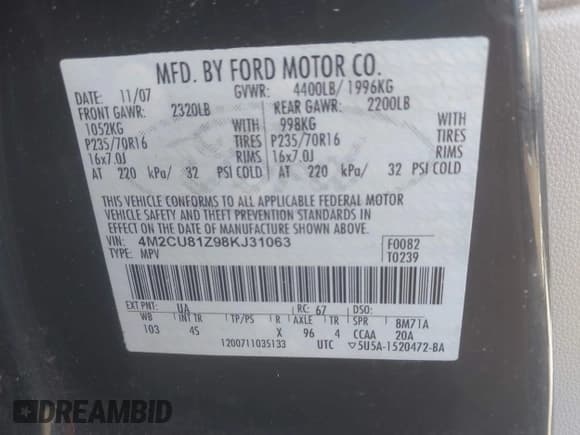 MFD. BY FORD MOTOR CO.
DATE: 11/07 GVWR: 4400LB/ 1996KG
FRONT GAWR: 2320LB REAR GAWR: 2200LB
1052KG WITH 998KG WITH
P235/70R16 TIRES P235/70R16 TIRES
16x7.0J RIMS 16x7.0J RIMS
AT 220 kPa/ 32 PSI COLD AT 220 kPa/ 32 PSI COLD
THIS VEHICLE CONFORMS TO ALL APPLICABLE FEDERAL MOTOR
VEHICLE SAFETY AND THEFT PREVENTION STANDARDS IN
EFFECT ON THE DATE OF MANUFACTURE SHOWN ABOVE.
VIN: 4M2CU81Z98KJ31063 F0082
TYPE: MPV T0239
EXT PNT: UA RC: 67 DSO:
WB INT TR TP/PS R AXLE TR SPR 8M71A
103 45 X 96 4 CCAA 20A
1200711035133 UTC ▽5U5A-1520472-BA
DREAMBID